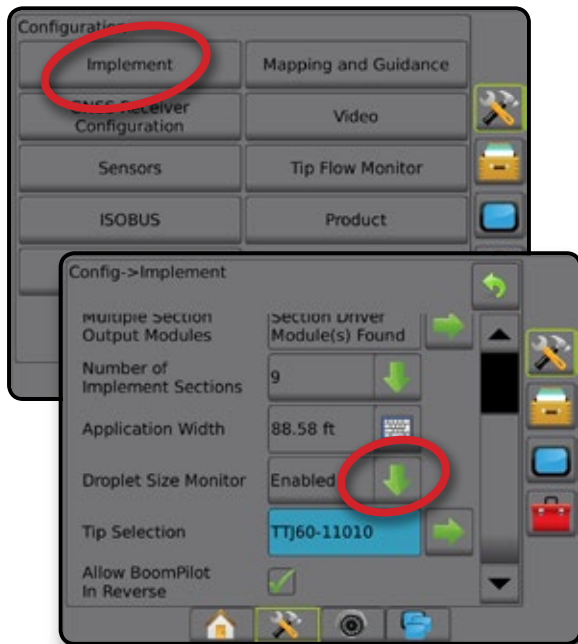 Configuration
Implement
Mapping and Guidance
GNSS Receiver
Configuration
Video
Sensors
Tip Flow Monitor
ISOBUS
Product
Config->Implement
Multiple Section
Output Modules
Section Driver
Module(s) Found
Number of
Implement Sections
9
Application Width
88.58 ft
Droplet Size Monitor
Enabled
Tip Selection
TTJ60-11010
Allow BoomPilot
In Reverse